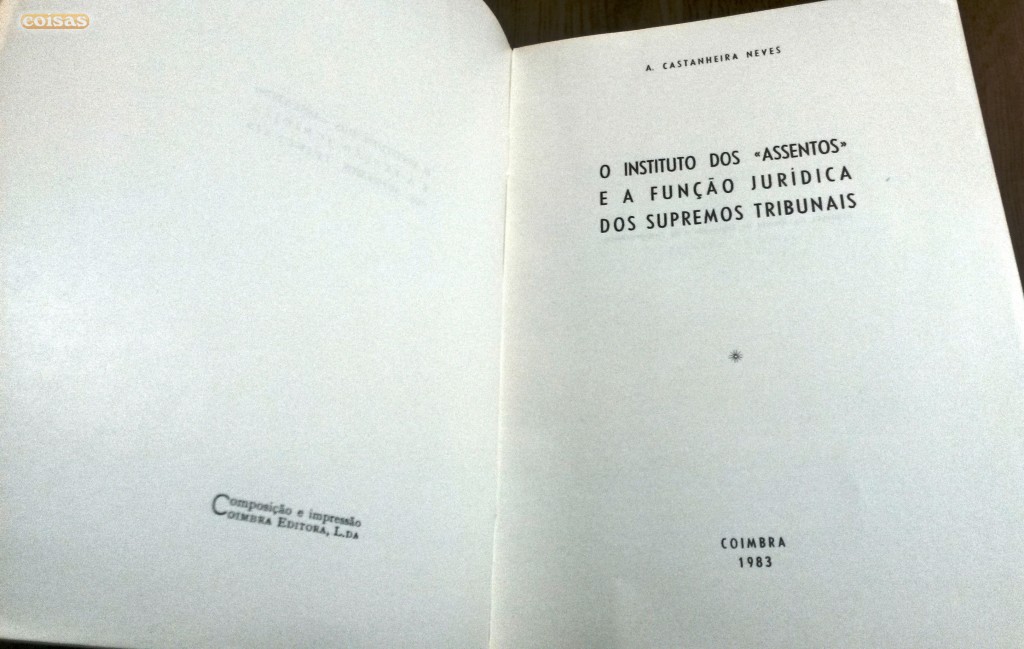 coisas
Composição e impressão
COIMBRA EDITORA, L.DA
A. CASTANHEIRA NEVES
O INSTITUTO DOS «ASSENTOS»
E A FUNÇÃO JURÍDICA
DOS SUPREMOS TRIBUNAIS
COIMBRA
1983